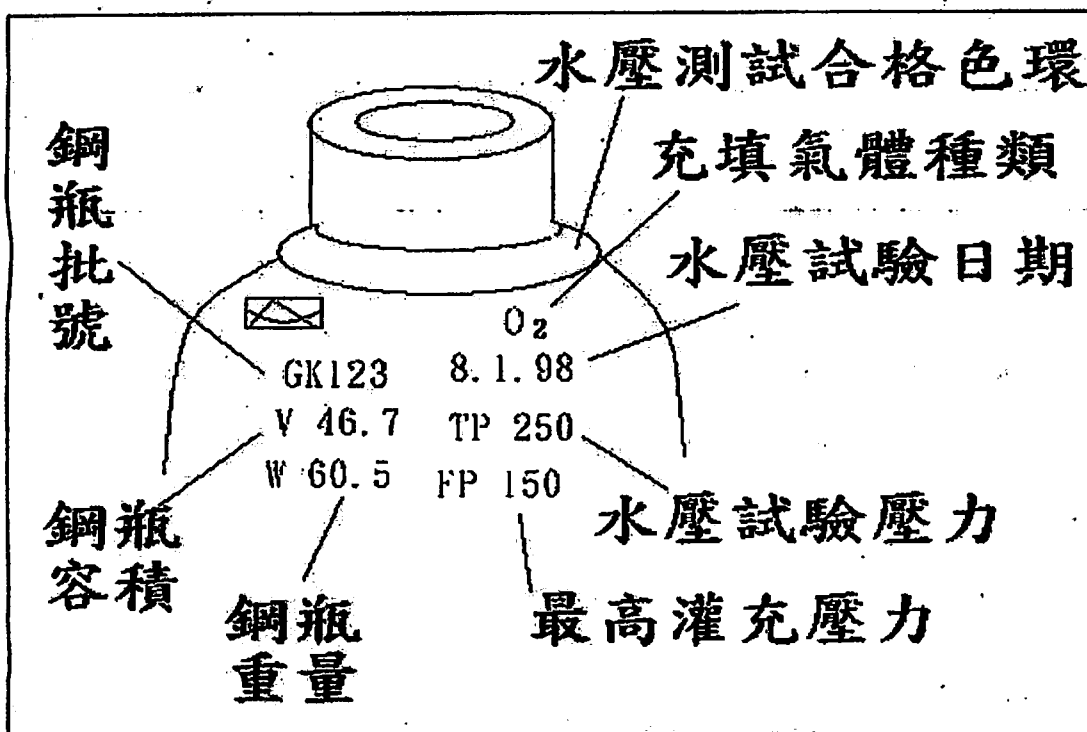 水壓測試合格色環
充填氣體種類
水壓試驗日期
鋼瓶批號
O2
GK123
8.1.98
V 46.7
TP 250
W 60.5
FP 150
鋼瓶
容積
水壓試驗壓力
鋼瓶
重量
最高灌充壓力